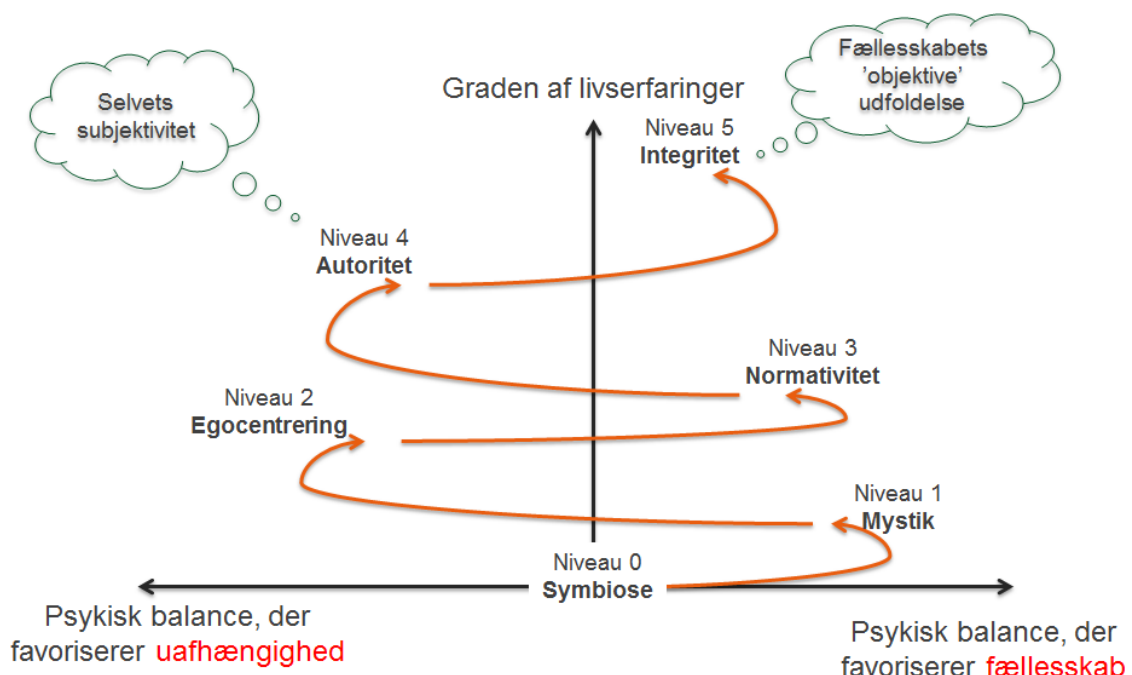 Selvets
subjektivitet
Graden af livserfaringer
Fællesskabets
’objektive’
udfoldelse
Niveau 5
Integritet
Niveau 4
Autoritet
Niveau 3
Normativitet
Niveau 2
Egocentrering
Niveau 1
Mystik
Niveau 0
Symbiose
Psykisk balance, der
favoriserer uafhængighed
Psykisk balance, der
favoriserer fællesskab